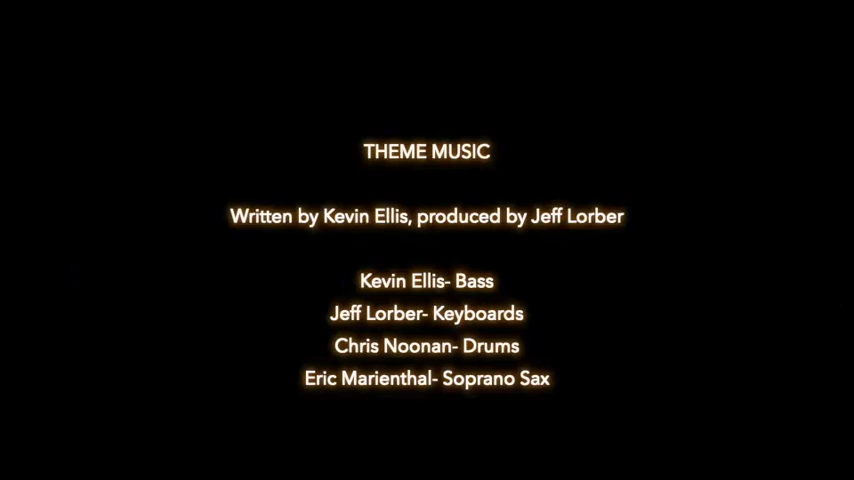 THEME MUSIC
Written by Kevin Ellis, produced by Jeff Lorber
Kevin Ellis- Bass
Jeff Lorber- Keyboards
Chris Noonan- Drums
Eric Marienthal- Soprano Sax